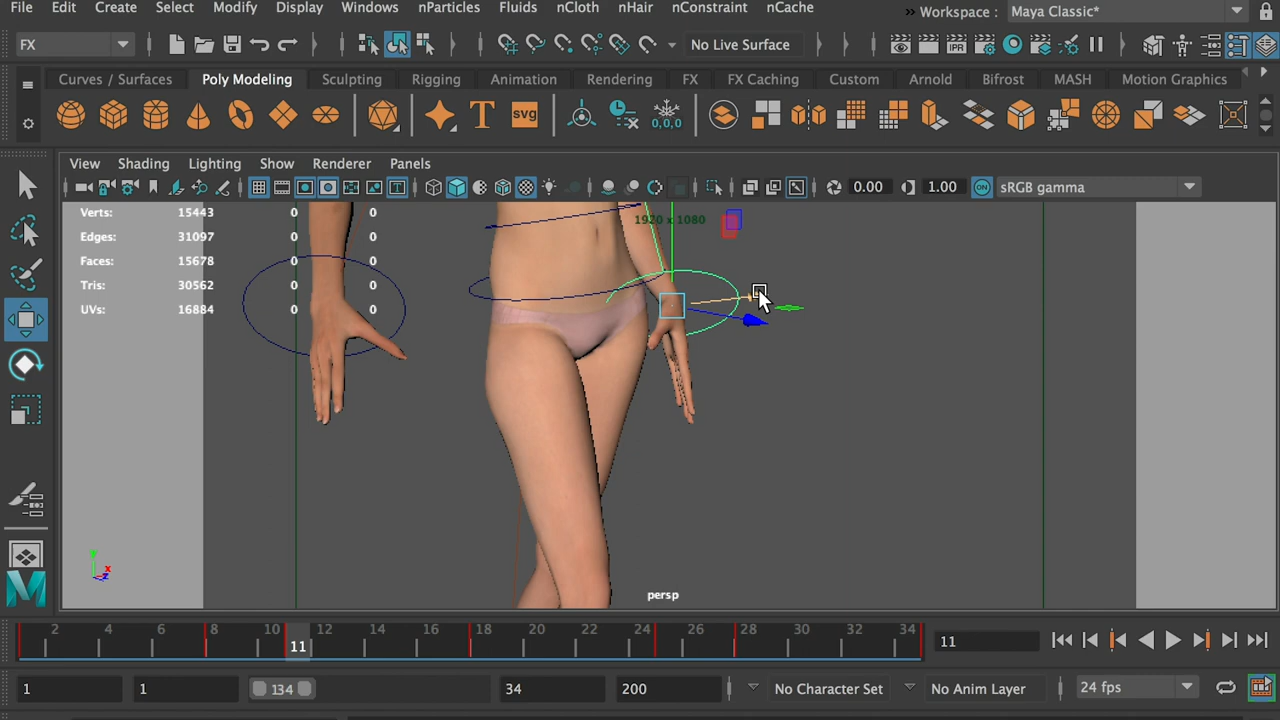 File Edit Create Select Modify Display Windows nParticles Fluids nCloth nHair nConstraint nCache » Workspace : Maya Classic*
FX No Live Surface IPR
Curves / Surfaces Poly Modeling Sculpting Rigging Animation Rendering FX FX Caching Custom Arnold Bifrost MASH Motion Graphics
T svg 0,0,0
View Shading Lighting Show Renderer Panels
0.00 1.00 ON sRGB gamma
Verts: 15443 0 0
1920 x 1080
Edges: 31097 0 0
Faces: 15678 0 0
Tris: 30562 0 0
UVs: 16884 0 0
persp
2 4 6 8 10 11 12 14 16 18 20 22 24 26 28 30 32 34 11
1 1 134 34 200 No Character Set No Anim Layer 24 fps